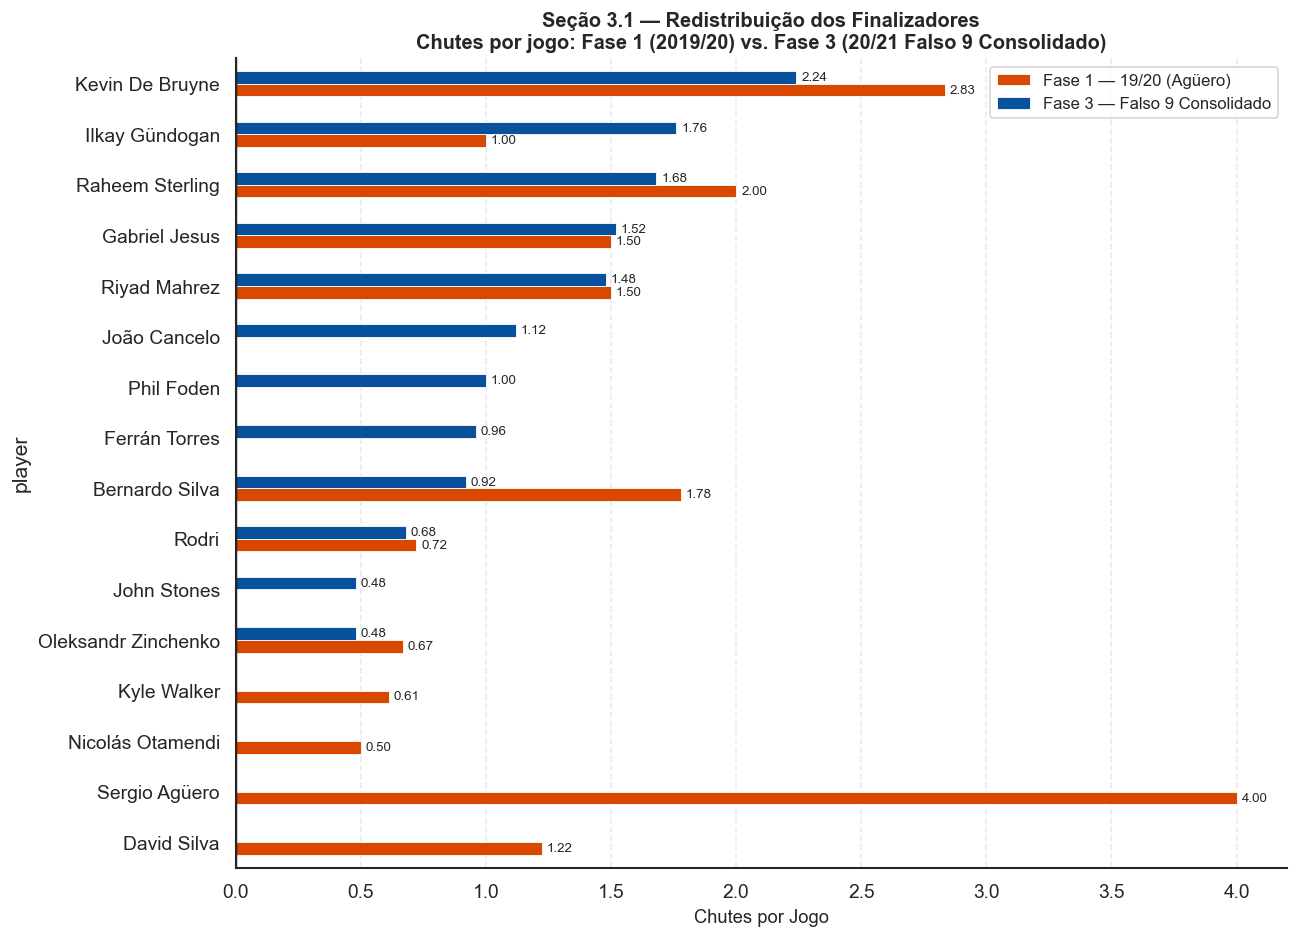 Seção 3.1 — Redistribuição dos Finalizadores
Chutes por jogo: Fase 1 (2019/20) vs. Fase 3 (20/21 Falso 9 Consolidado)
Fase 1 — 19/20 (Agüero)
Fase 3 — Falso 9 Consolidado
player
Kevin De Bruyne
2.24
2.83
Ilkay Gündogan
1.76
1.00
Raheem Sterling
1.68
2.00
Gabriel Jesus
1.52
1.50
Riyad Mahrez
1.48
1.50
João Cancelo
1.12
Phil Foden
1.00
Ferrán Torres
0.96
Bernardo Silva
0.92
1.78
Rodri
0.68
0.72
John Stones
0.48
Oleksandr Zinchenko
0.48
0.67
Kyle Walker
0.61
Nicolás Otamendi
0.50
Sergio Agüero
4.00
David Silva
1.22
0.0 0.5 1.0 1.5 2.0 2.5 3.0 3.5 4.0
Chutes por Jogo